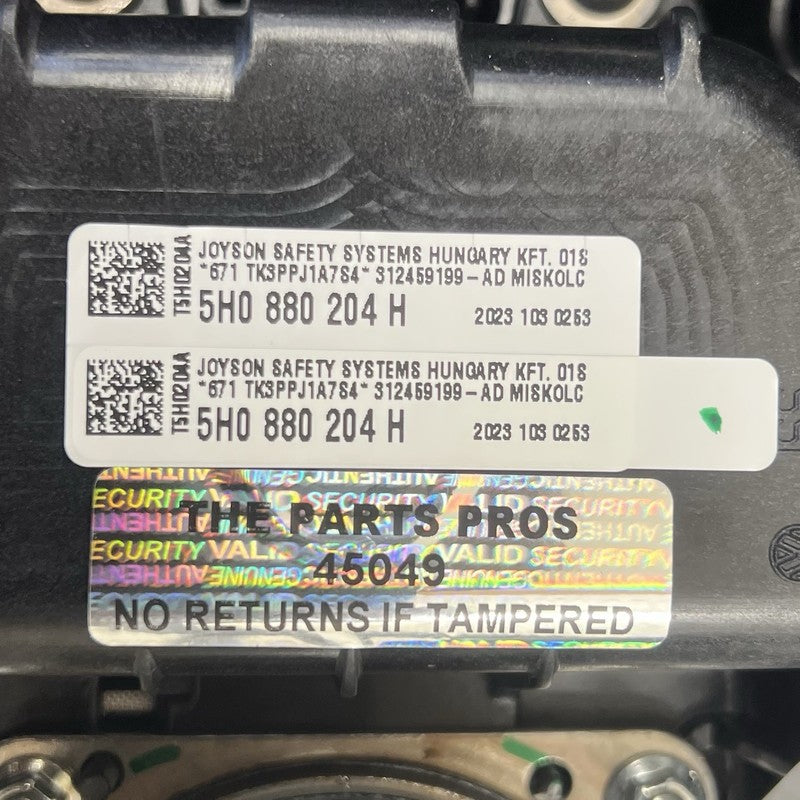 T5H0204A
JOYSON SAFETY SYSTEMS HUNGARY KFT. 01S
*671 TK3PPJ1A7S4* 312459199-AD MISKOLC
5H0 880 204 H 2023 103 0253
T5H0204A
JOYSON SAFETY SYSTEMS HUNGARY KFT. 01S
*671 TK3PPJ1A7S4* 312459199-AD MISKOLC
5H0 880 204 H 2023 103 0253
THE PARTS PROS
45049
NO RETURNS IF TAMPERED